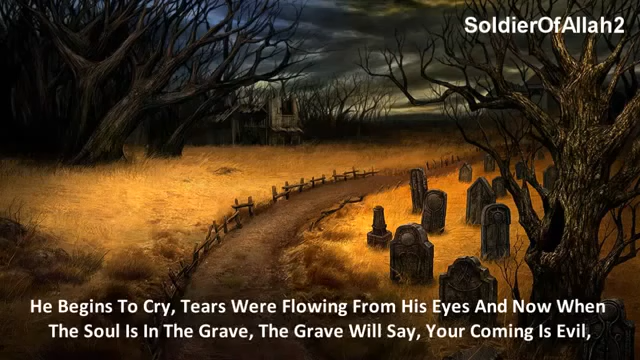 SoldierOfAllah2
He Begins To Cry, Tears Were Flowing From His Eyes And Now When
The Soul Is In The Grave, The Grave Will Say, Your Coming Is Evil,